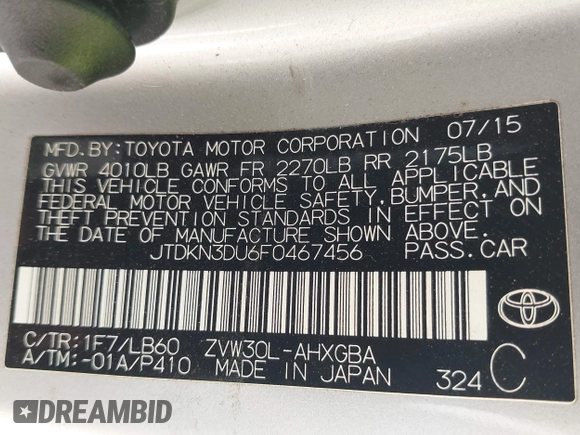 MFD.BY:TOYOTA MOTOR CORPORATION 07/15
GVWR 4010LB GAWR FR 2270LB RR 2175LB
THIS VEHICLE CONFORMS TO ALL APPLICABLE
FEDERAL MOTOR VEHICLE SAFETY,BUMPER,AND
THEFT PREVENTION STANDARDS IN EFFECT ON
THE DATE OF MANUFACTURE SHOWN ABOVE.
JTDKN3DU6F0467456 PASS.CAR
C/TR:1F7/LB60 ZVW30L-AHXGBA
A/TM:-01A/P410 MADE IN JAPAN 324 C
TOYOTA
DREAMBID